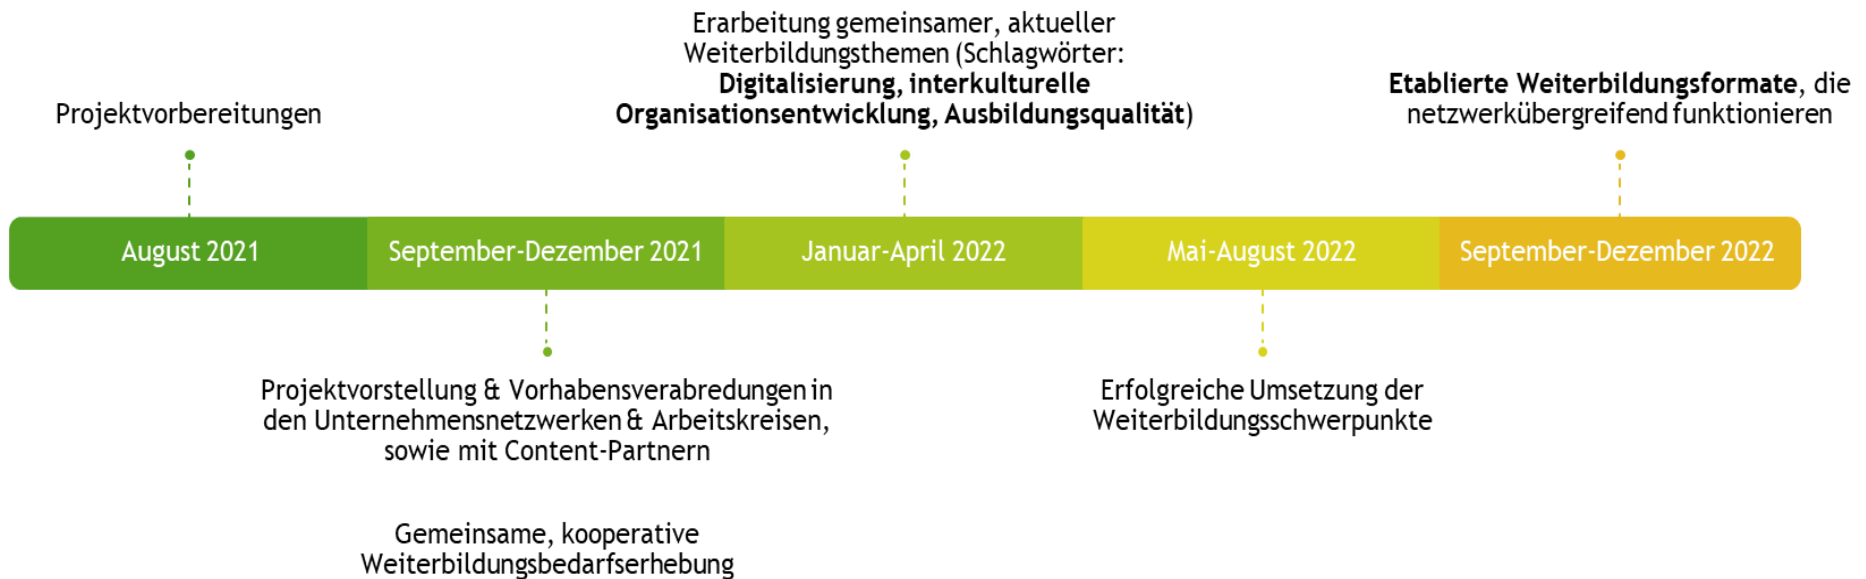 Erarbeitung gemeinsamer, aktueller
Weiterbildungsthemen (Schlagwörter:
Digitalisierung, interkulturelle
Organisationsentwicklung, Ausbildungsqualität)
Projektvorbereitungen
Etablierte Weiterbildungsformate, die
netzwerkübergreifend funktionieren
August 2021
September-Dezember 2021
Januar-April 2022
Mai-August 2022
September-Dezember 2022
Projektvorstellung & Vorhabensverabredungen in
den Unternehmensnetzwerken & Arbeitskreisen,
sowie mit Content-Partnern
Gemeinsame, kooperative
Weiterbildungsbedarfserhebung
Erfolgreiche Umsetzung der
Weiterbildungsschwerpunkte